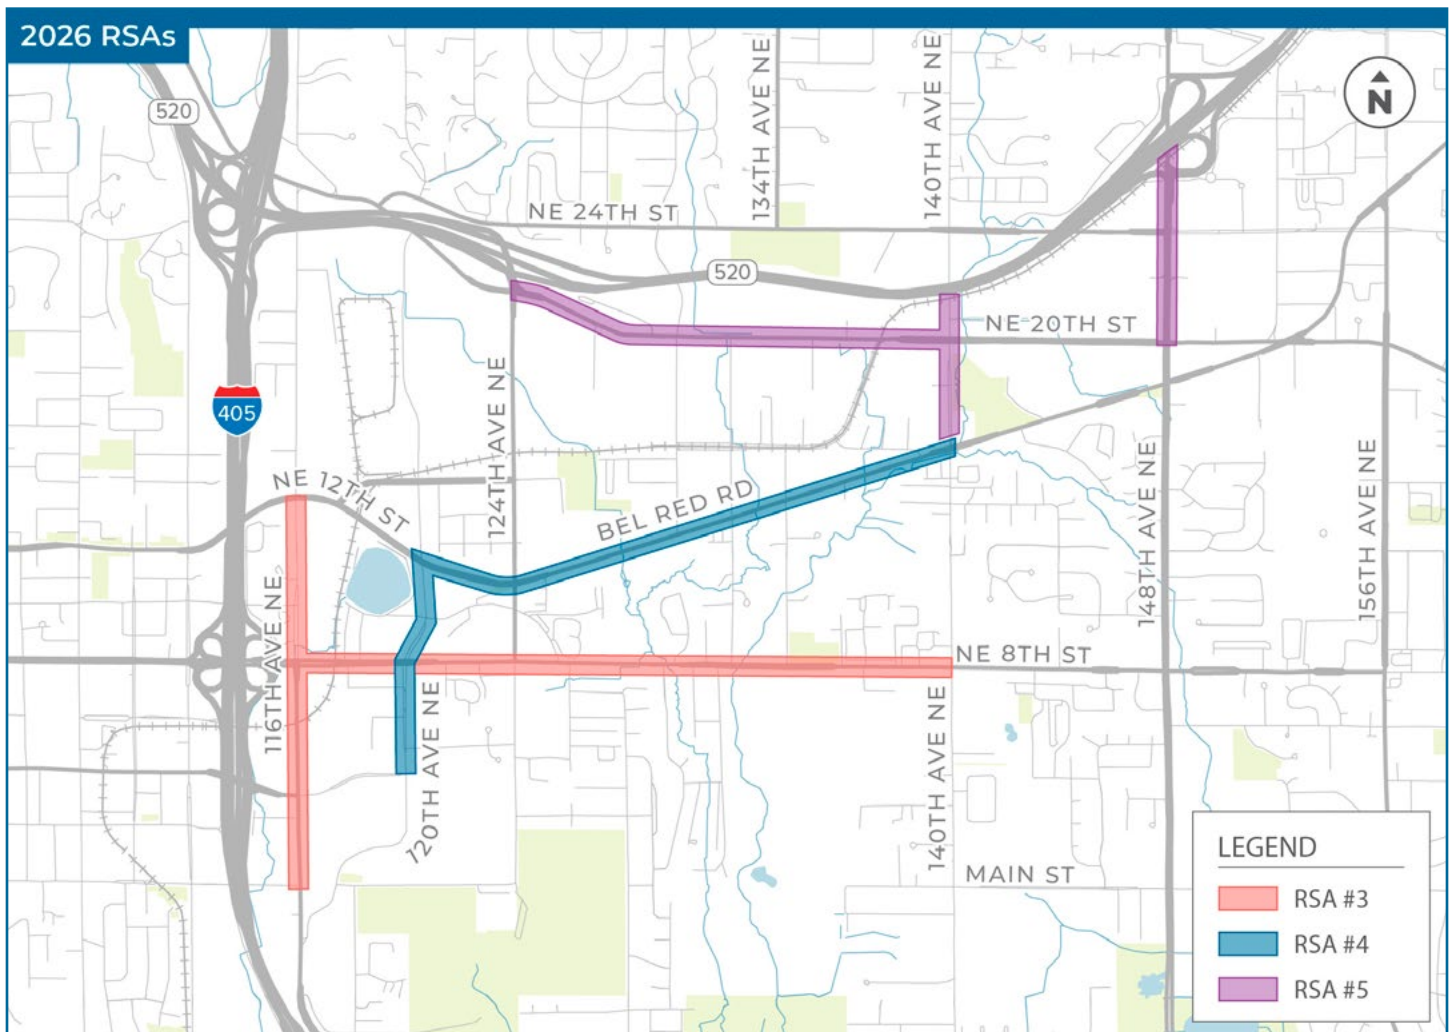 2026 RSAs
520
N
134TH AVE NE
140TH AVE NE
NE 24TH ST
520
NE 20TH ST
405
124TH AVE NE
NE 12TH ST
BEL RED RD
148TH AVE NE
156TH AVE NE
116TH AVE NE
NE 8TH ST
120TH AVE NE
140TH AVE NE
MAIN ST
LEGEND
RSA #3
RSA #4
RSA #5